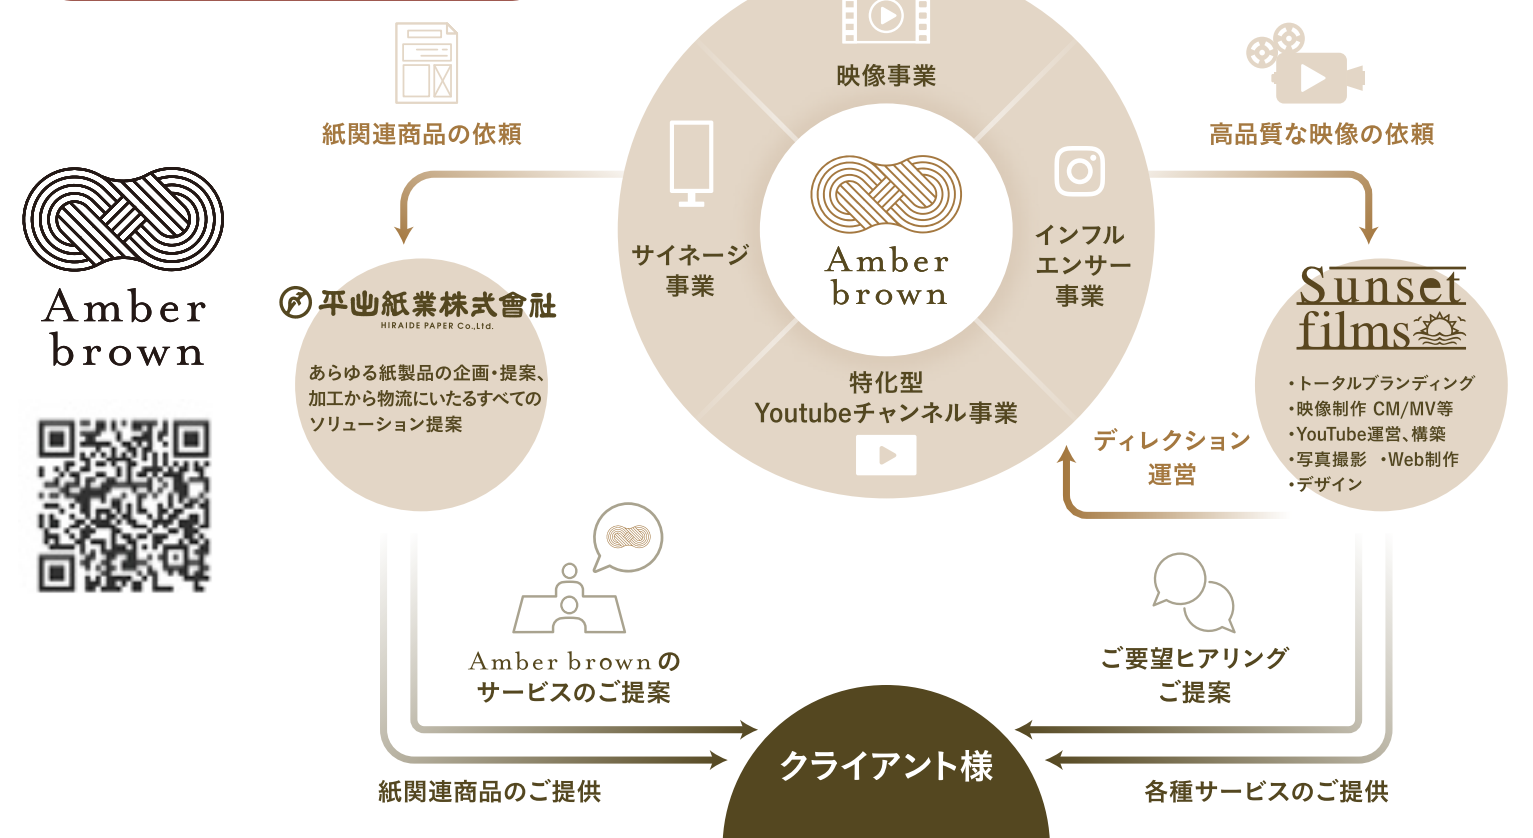 映像事業
紙関連商品の依頼
高品質な映像の依頼
サイネージ
事業
インフル
エンサー
事業
Amber
brown
Amber
brown
平出紙業株式會社
HIRAIDE PAPER Co.,Ltd.
あらゆる紙製品の企画・提案、
加工から物流にいたるすべての
ソリューション提案
Sunset
films
・トータルブランディング
・映像制作 CM/MV等
・YouTube運営、構築
・写真撮影 ・Web制作
・デザイン
特化型
Youtubeチャンネル事業
ディレクション
運営
Amber brownの
サービスのご提案
ご要望ヒアリング
ご提案
クライアント様
紙関連商品のご提供
各種サービスのご提供